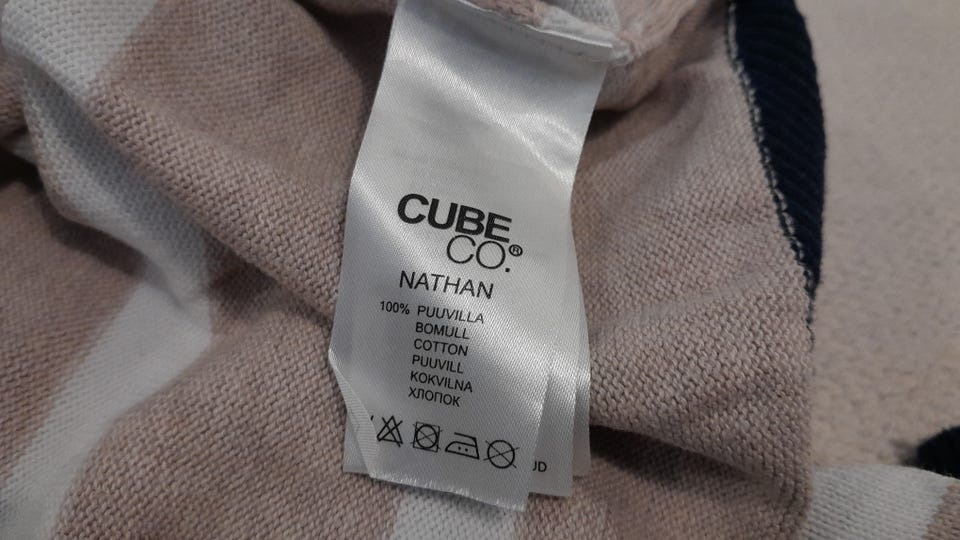 CUBE
CO.®
NATHAN
100% PUUVILLA
BOMULL
COTTON
PUUVILL
KOKVILNA
ХЛОПОК